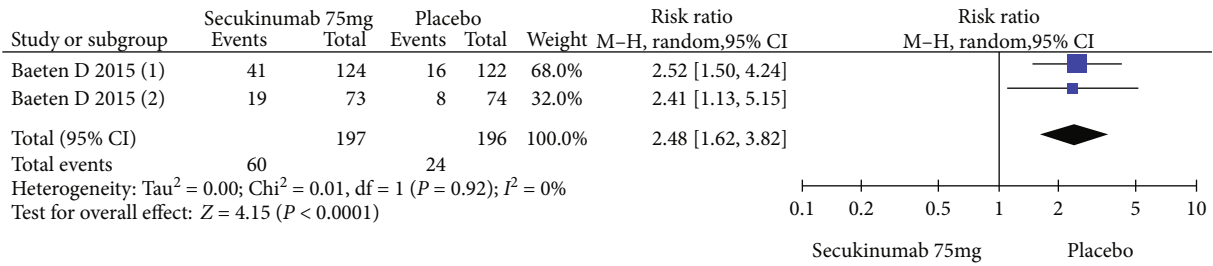 Secukinumab 75mg Placebo Risk ratio Risk ratio
Study or subgroup Events Total Events Total Weight M–H, random,95% CI M–H, random,95% CI
Baeten D 2015 (1) 41 124 16 122 68.0% 2.52 [1.50, 4.24]
Baeten D 2015 (2) 19 73 8 74 32.0% 2.41 [1.13, 5.15]
Total (95% CI) 197 196 100.0% 2.48 [1.62, 3.82]
Total events 60 24
Heterogeneity: Tau² = 0.00; Chi² = 0.01, df = 1 (P = 0.92); I² = 0%
Test for overall effect: Z = 4.15 (P < 0.0001)
0.1 0.2 0.5 1 2 5 10
Secukinumab 75mg Placebo